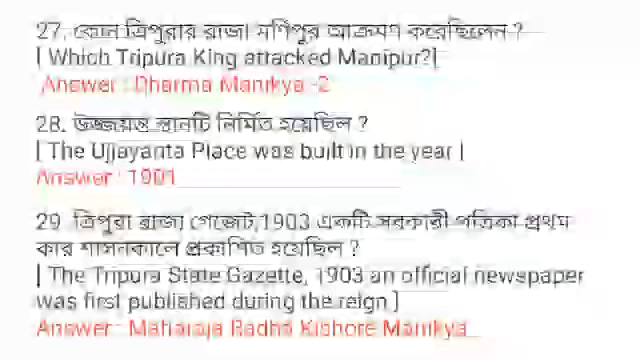 27. কোন ত্রিপুরার রাজা মণিপুর আক্রমণ করেছিলেন ?
| Which Tripura King attacked Manipur?|
Answer : Dharma Manikya -2
28. উজ্জয়ন্ত স্থানটি নির্মিত হয়েছিল ?
| The Ujjayanta Place was built in the year |
Answer : 1901
29. ত্রিপুরা রাজ্য গেজেট,1903 একটি সরকারী পত্রিকা প্রথম
কার শাসনকালে প্রকাশিত হয়েছিল ?
| The Tripura State Gazette, 1903 an official newspaper
was first published during the reign ]
Answer : Maharaja Radha Kishore Manikya